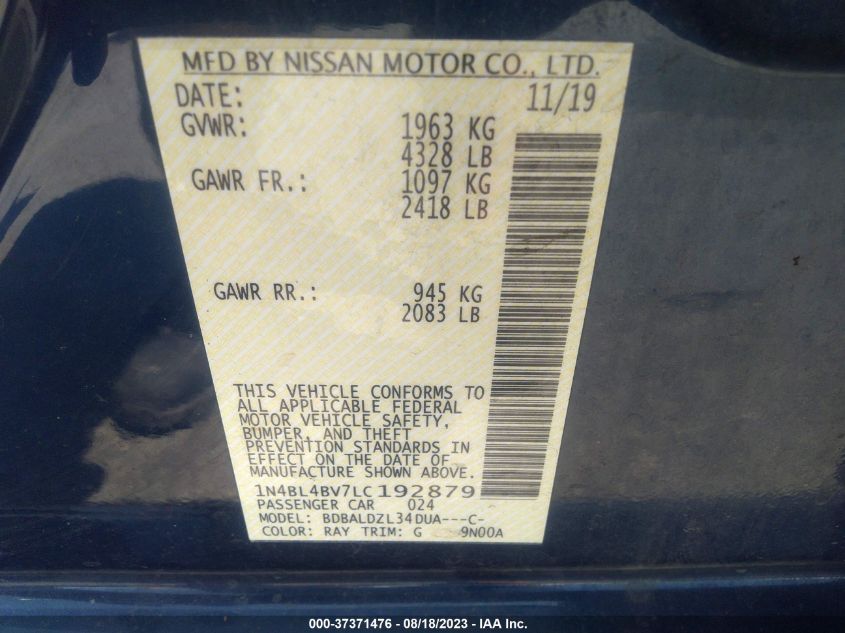 MFD BY NISSAN MOTOR CO., LTD.
DATE: 11/19
GVWR: 1963 KG
4328 LB
GAWR FR.: 1097 KG
2418 LB
GAWR RR.: 945 KG
2083 LB
THIS VEHICLE CONFORMS TO
ALL APPLICABLE FEDERAL
MOTOR VEHICLE SAFETY,
BUMPER, AND THEFT
PREVENTION STANDARDS IN
EFFECT ON THE DATE OF
MANUFACTURE SHOWN ABOVE.
1N4BL4BV7LC192879
PASSENGER CAR 024
MODEL: BDBALDZL34DUA---C-
COLOR: RAY TRIM: G 9N00A
000-37371476 - 08/18/2023 - IAA Inc.